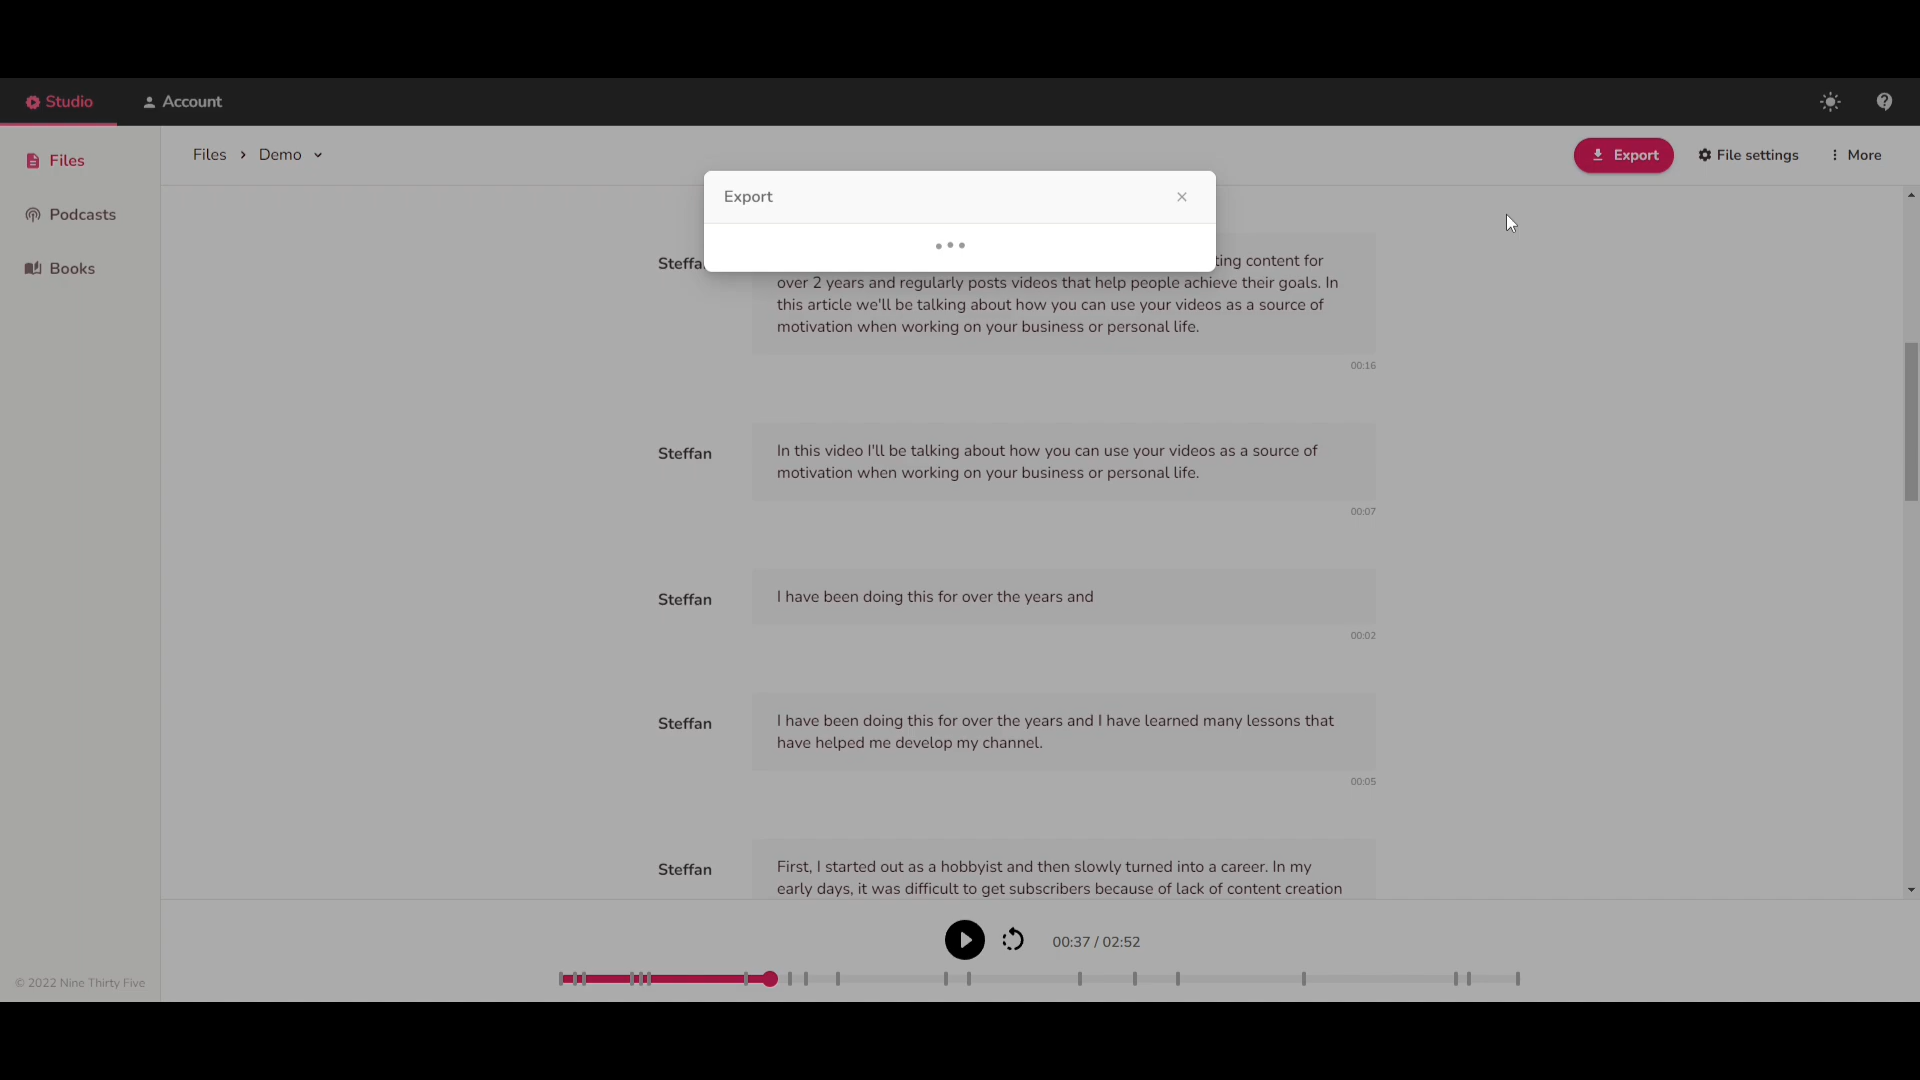 Studio
Account
Files
Podcasts
Books
Files > Demo
Export
File settings
More
Export
ting content for
over 2 years and regularly posts videos that help people achieve their goals. In
this article we'll be talking about how you can use your videos as a source of
motivation when working on your business or personal life.
00:16
Steffan
In this video I'll be talking about how you can use your videos as a source of
motivation when working on your business or personal life.
00:07
Steffan
I have been doing this for over the years and
00:02
Steffan
I have been doing this for over the years and I have learned many lessons that
have helped me develop my channel.
00:05
Steffan
First, I started out as a hobbyist and then slowly turned into a career. In my
early days, it was difficult to get subscribers because of lack of content creation
00:37 / 02:52
© 2022 Nine Thirty Five